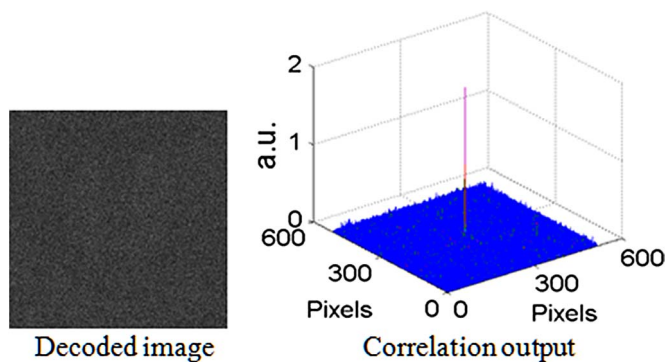 2
1
0
a.u.
600
300
0
Pixels
0
300
600
Pixels
Decoded image
Correlation output